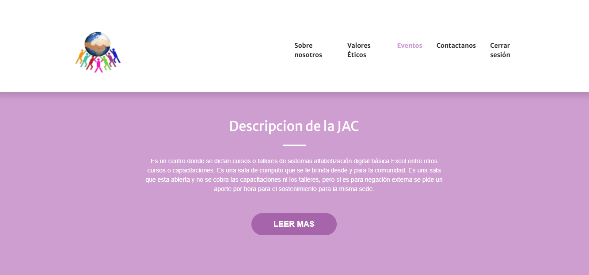 Sobre nosotros
Valores Éticos
Eventos
Contactanos
Cerrar sesión
Descripcion de la JAC
Es un centro donde se dictan cursos o talleres de sistemas alfabetización digital básica Excel entre otros
cursos o capacitaciones. Es una sala de computo que se le brinda desde y para la comunidad. Es una sala
que esta abierta y no se cobra las capacitaciones ni los talleres, pero si es para negación externa se pide un
aporte por hora para el sostenimiento para la misma sede.
LEER MAS